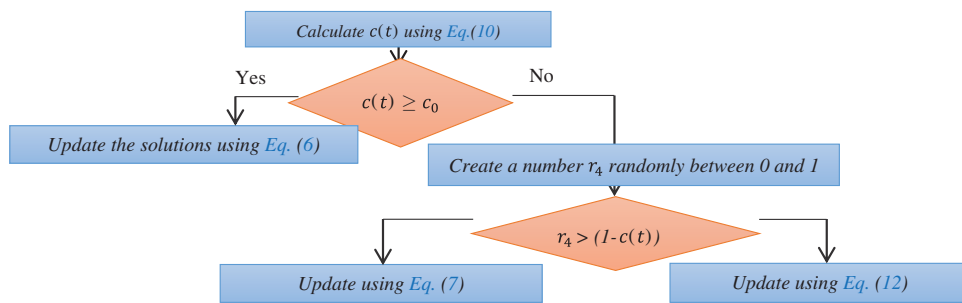 Calculate c(t) using Eq.(10)
Yes
No
c(t) ≥ c₀
Update the solutions using Eq. (6)
Create a number r₄ randomly between 0 and 1
r₄ > (1-c(t))
Update using Eq. (7)
Update using Eq. (12)